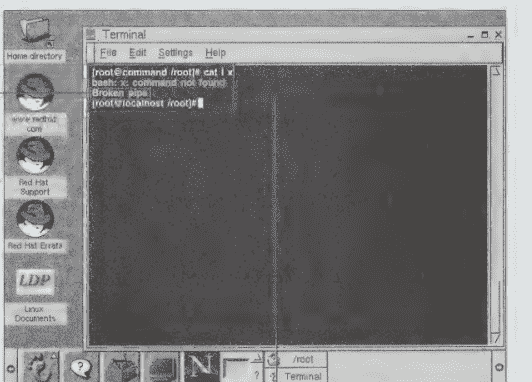 Terminal
File Edit Settings Help
[root@command /root]# cat | x
bash: x: command not found
Broken pipe
[root@localhost /root]#
Home directory
www.redhat.
com
Red Hat
Support
Red Hat Errata
LDP
Linux
Documents
N
?
/root
Terminal